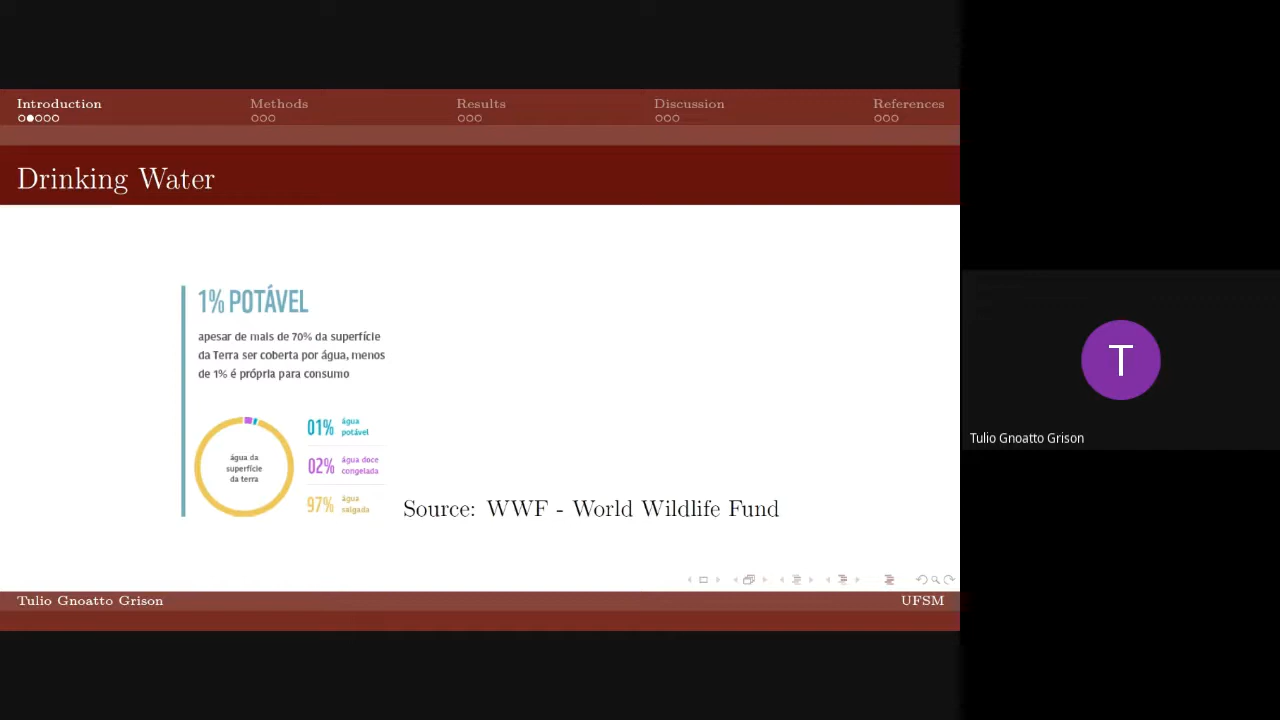 Introduction Methods Results Discussion References
Drinking Water
1% POTÁVEL
apesar de mais de 70% da superfície
da Terra ser coberta por água, menos
de 1% é própria para consumo
água da
superfície
da terra
01% água
potável
02% água doce
congelada
97% água
salgada
Source: WWF - World Wildlife Fund
Tulio Gnoatto Grison UFSM
T
Tulio Gnoatto Grison